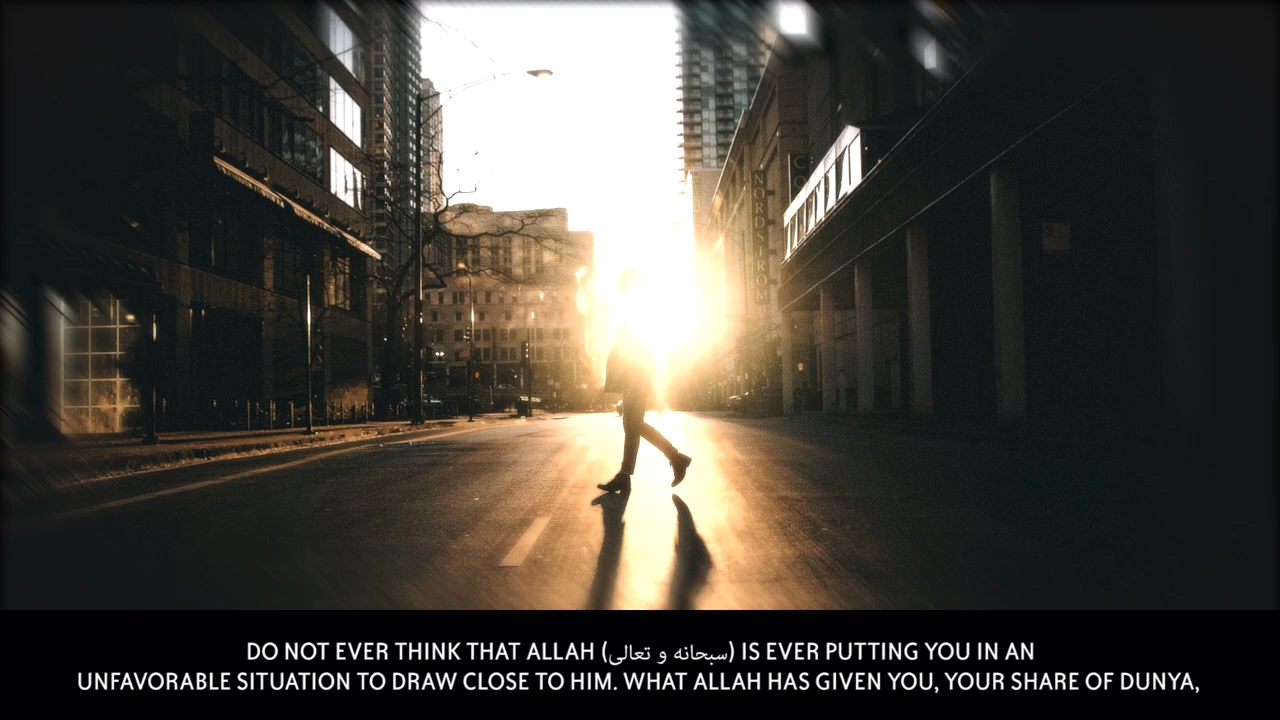 NORDSTROM
DO NOT EVER THINK THAT ALLAH (سبحانه و تعالى) IS EVER PUTTING YOU IN AN
UNFAVORABLE SITUATION TO DRAW CLOSE TO HIM. WHAT ALLAH HAS GIVEN YOU, YOUR SHARE OF DUNYA,